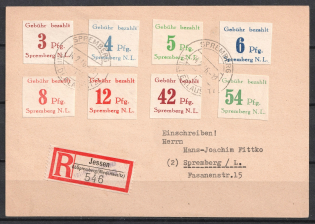 Gebühr bezahlt
3 Pfg.
Spremberg N.L.
Gebühr bezahlt
4 Pfg.
Spremberg N.L.
Gebühr bezahlt
5 Pfg.
Spremberg N.L.
Gebühr bezahlt
6 Pfg.
Spremberg N.L.
SPREMBERG
SPREMBERG
Gebühr bezahlt
8 Pfg.
Spremberg N.L.
Gebühr bezahlt
12 Pfg.
Spremberg N.L.
Gebühr bezahlt
42 Pfg.
Spremberg N.L.
Gebühr bezahlt
54 Pfg.
Spremberg N.L.
Einschreiben!
Herrn
Hans-Joachim Pittko
(2) Spremberg / L.
Fasanenstr.15
R
Jessen
546